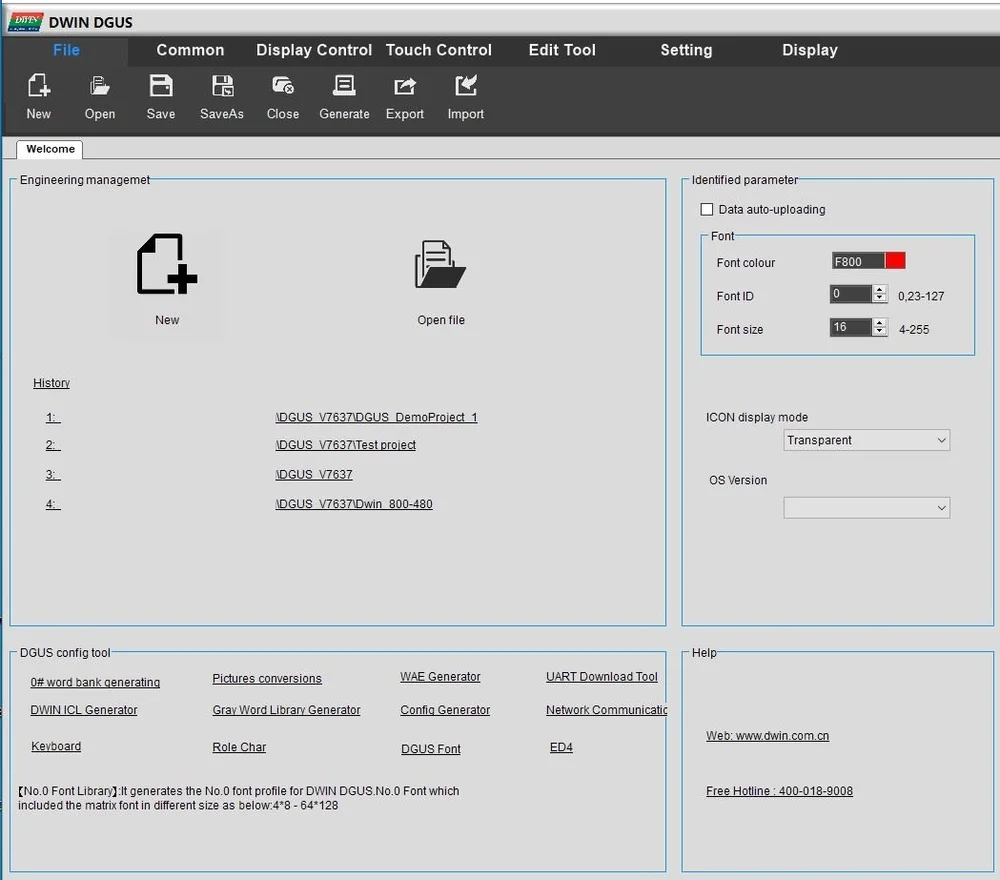 DWIN DWIN DGUS
File Common Display Control Touch Control Edit Tool Setting Display
New Open Save SaveAs Close Generate Export Import
Welcome
Engineering managemet
New
Open file
History
1:
\DGUS_V7637\DGUS_DemoProject_1
2:
\DGUS_V7637\Test project
3:
\DGUS_V7637
4:
\DGUS_V7637\Dwin_800-480
Identified parameter
Data auto-uploading
Font
Font colour
F800
Font ID
0
0,23-127
Font size
16
4-255
ICON display mode
Transparent
OS Version
DGUS config tool
0# word bank generating
Pictures conversions
WAE Generator
UART Download Tool
DWIN ICL Generator
Gray Word Library Generator
Config Generator
Network Communicatio
Keyboard
Role Char
DGUS Font
ED4
【No.0 Font Library】:It generates the No.0 font profile for DWIN DGUS.No.0 Font which
included the matrix font in different size as below:4*8 - 64*128
Help
Web: www.dwin.com.cn
Free Hotline : 400-018-9008